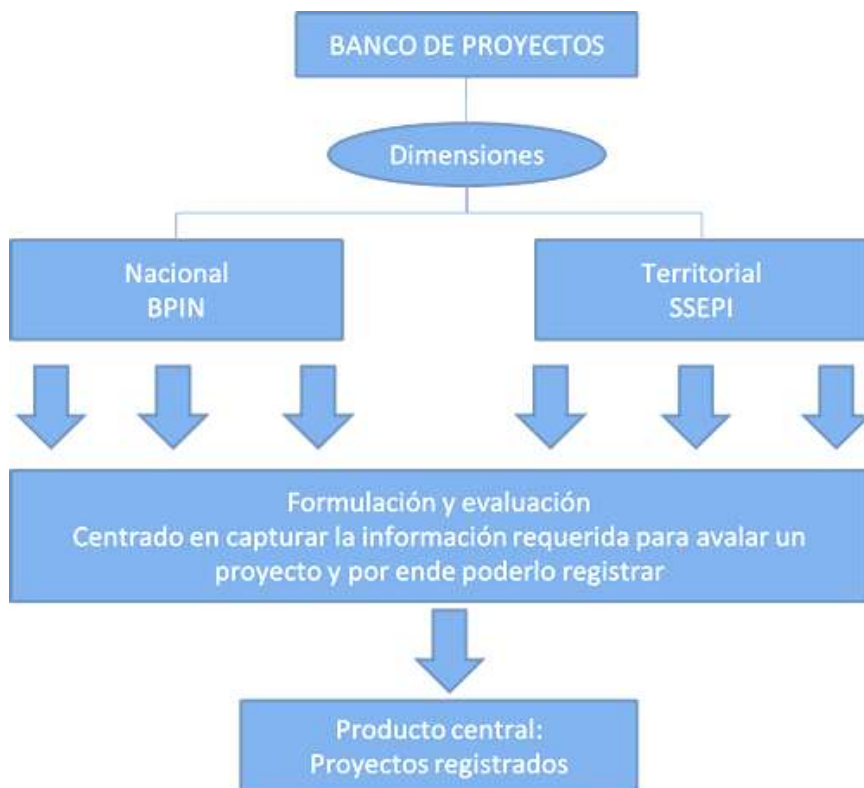 BANCO DE PROYECTOS
Dimensiones
Nacional
BPIN
Territorial
SSEPI
Formulación y evaluación
Centrado en capturar la información requerida para avalar un
proyecto y por ende poderlo registrar
Producto central:
Proyectos registrados